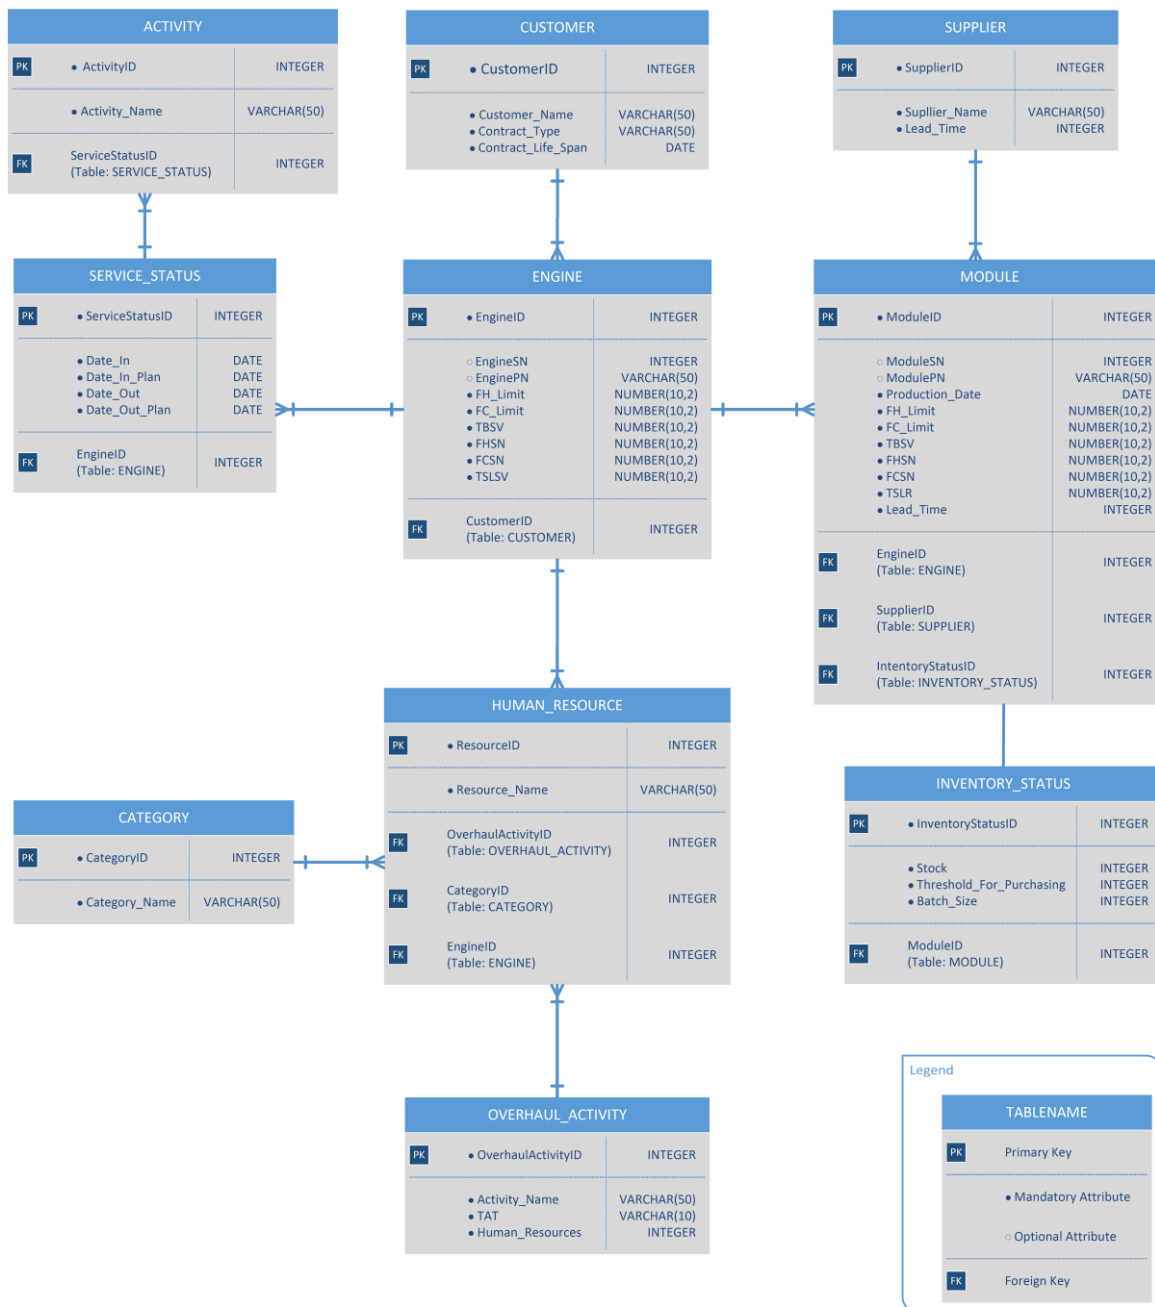 ACTIVITY
PK ● ActivityID INTEGER
● Activity_Name VARCHAR(50)
FK ServiceStatusID
(Table: SERVICE_STATUS) INTEGER
CUSTOMER
PK ● CustomerID INTEGER
● Customer_Name VARCHAR(50)
● Contract_Type VARCHAR(50)
● Contract_Life_Span DATE
SUPPLIER
PK ● SupplierID INTEGER
● Supllier_Name VARCHAR(50)
● Lead_Time INTEGER
SERVICE_STATUS
PK ● ServiceStatusID INTEGER
● Date_In DATE
● Date_In_Plan DATE
● Date_Out DATE
● Date_Out_Plan DATE
FK EngineID
(Table: ENGINE) INTEGER
ENGINE
PK ● EngineID INTEGER
○ EngineSN INTEGER
○ EnginePN VARCHAR(50)
● FH_Limit NUMBER(10,2)
● FC_Limit NUMBER(10,2)
● TBSV NUMBER(10,2)
● FHSN NUMBER(10,2)
● FCSN NUMBER(10,2)
● TSLSV NUMBER(10,2)
FK CustomerID
(Table: CUSTOMER) INTEGER
MODULE
PK ● ModuleID INTEGER
○ ModuleSN INTEGER
○ ModulePN VARCHAR(50)
● Production_Date DATE
● FH_Limit NUMBER(10,2)
● FC_Limit NUMBER(10,2)
● TBSV NUMBER(10,2)
● FHSN NUMBER(10,2)
● FCSN NUMBER(10,2)
● TSLR NUMBER(10,2)
● Lead_Time INTEGER
FK EngineID
(Table: ENGINE) INTEGER
FK SupplierID
(Table: SUPPLIER) INTEGER
FK IntentoryStatusID
(Table: INVENTORY_STATUS) INTEGER
HUMAN_RESOURCE
PK ● ResourceID INTEGER
● Resource_Name VARCHAR(50)
FK OverhaulActivityID
(Table: OVERHAUL_ACTIVITY) INTEGER
FK CategoryID
(Table: CATEGORY) INTEGER
FK EngineID
(Table: ENGINE) INTEGER
CATEGORY
PK ● CategoryID INTEGER
● Category_Name VARCHAR(50)
INVENTORY_STATUS
PK ● InventoryStatusID INTEGER
● Stock INTEGER
● Threshold_For_Purchasing INTEGER
● Batch_Size INTEGER
FK ModuleID
(Table: MODULE) INTEGER
OVERHAUL_ACTIVITY
PK ● OverhaulActivityID INTEGER
● Activity_Name VARCHAR(50)
● TAT VARCHAR(10)
● Human_Resources INTEGER
Legend
TABLENAME
PK Primary Key
● Mandatory Attribute
○ Optional Attribute
FK Foreign Key